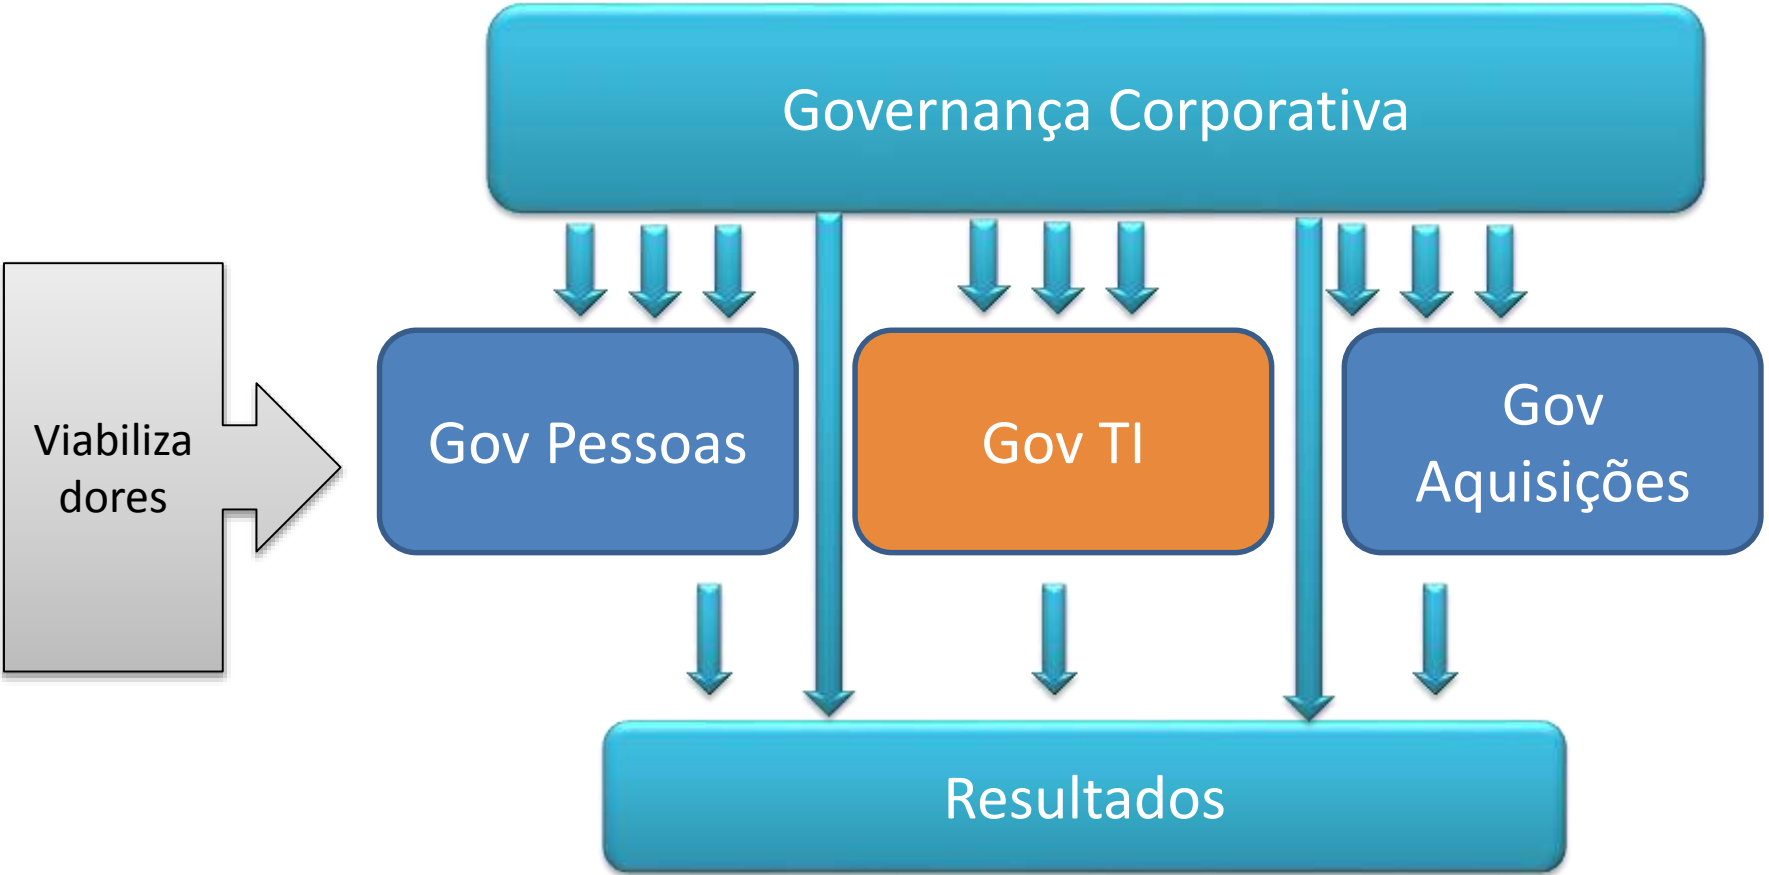 Governança Corporativa
Viabiliza
dores
Gov Pessoas
Gov TI
Gov
Aquisições
Resultados